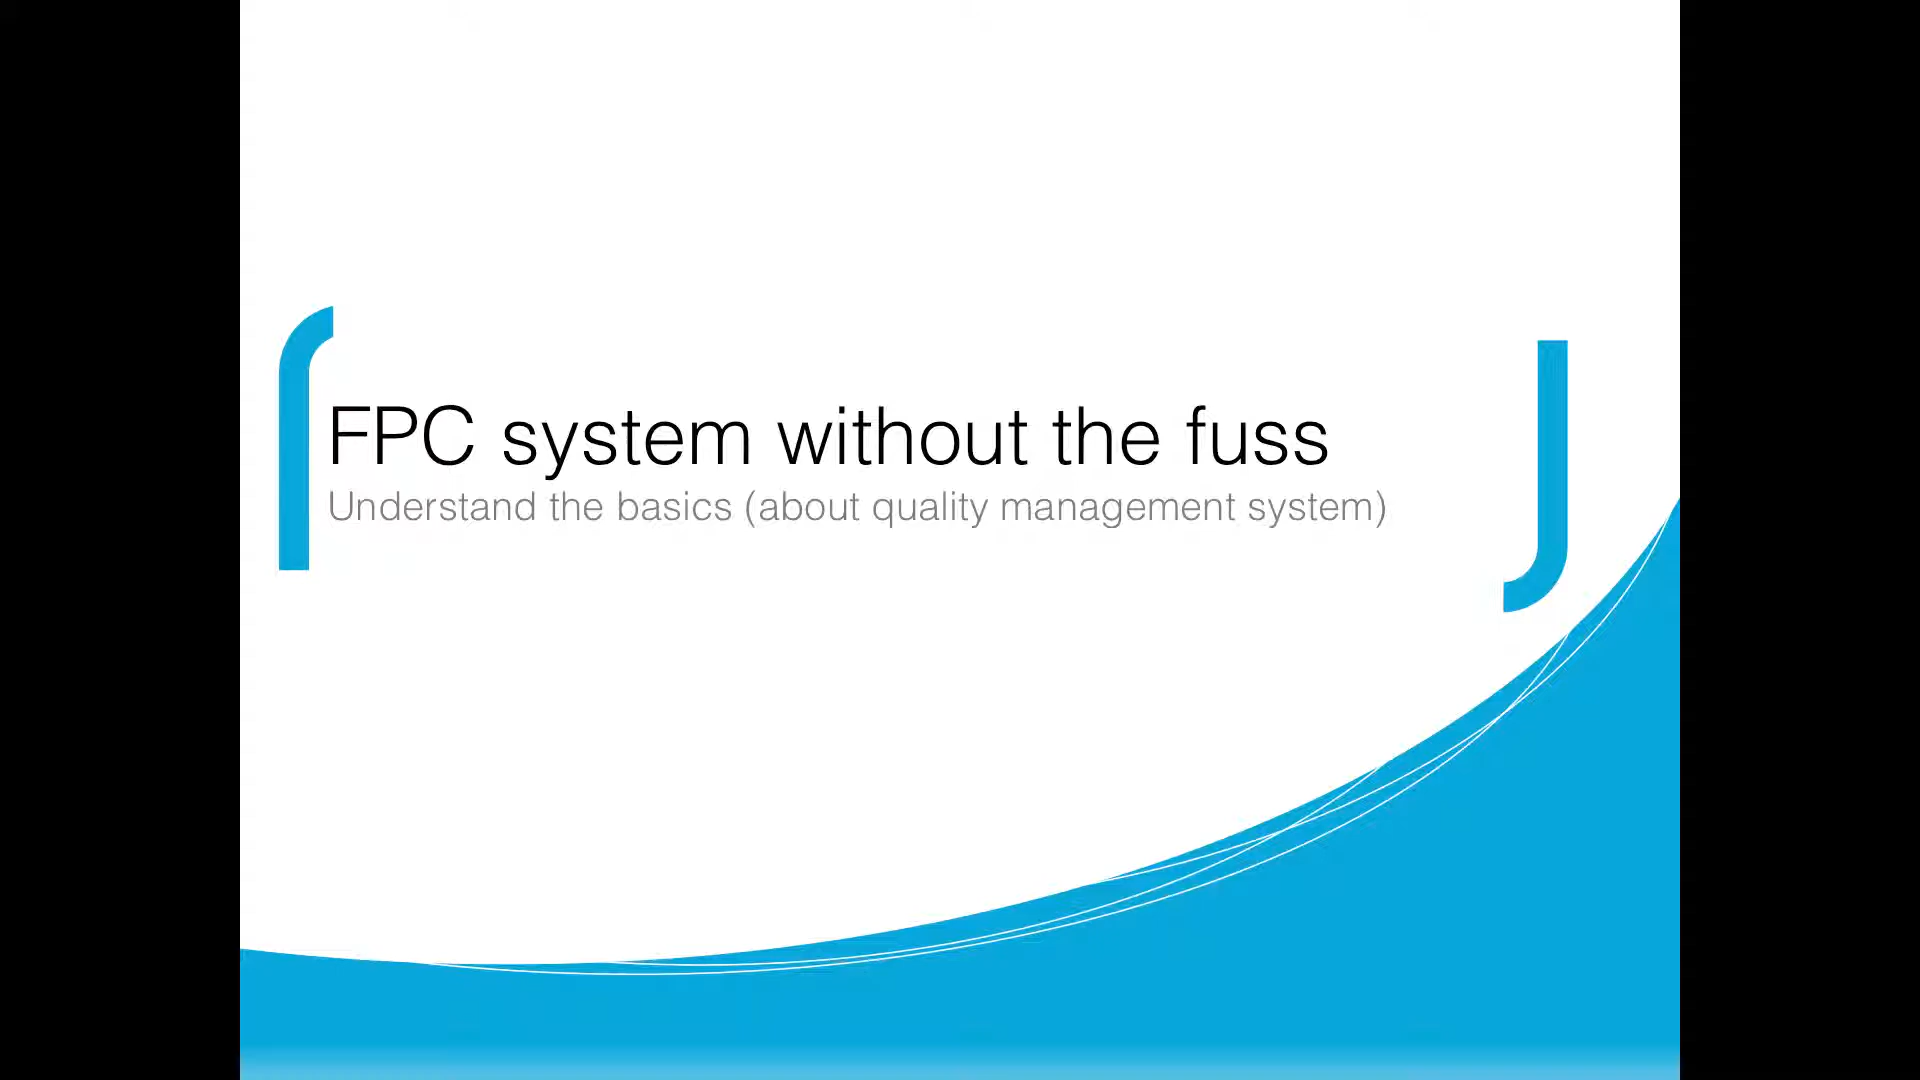 FPC system without the fuss
Understand the basics (about quality management system)